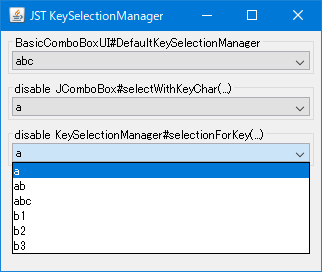 JST KeySelectionManager
BasicComboBoxUI#DefaultKeySelectionManager
abc
disable JComboBox#selectWithKeyChar(...)
a
disable KeySelectionManager#selectionForKey(...)
a
a
ab
abc
b1
b2
b3